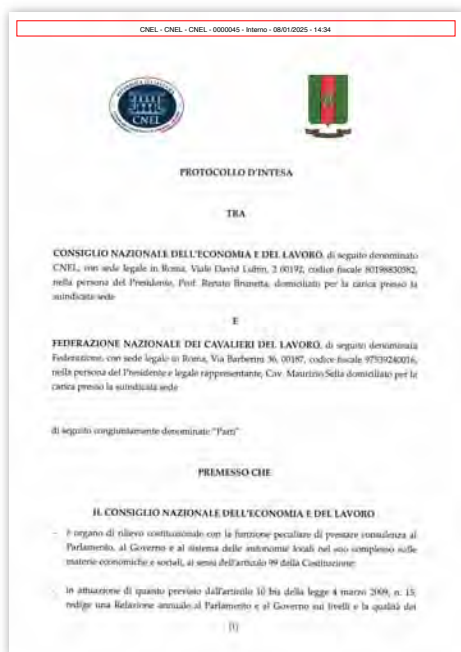 CNEL - CNEL - CNEL - 0000045 - Interno - 08/01/2025 - 14:34
CNEL
PROTOCOLLO D'INTESA
TRA
CONSIGLIO NAZIONALE DELL'ECONOMIA E DEL LAVORO, di seguito denominato
CNEL, con sede legale in Roma, Viale David Lubin, 2 00192, codice fiscale 80198830582,
nella persona del Presidente, Prof. Renato Brunetta, domiciliato per la carica presso la
suindicata sede
E
FEDERAZIONE NAZIONALE DEI CAVALIERI DEL LAVORO, di seguito denominata
Federazione, con sede legale in Roma, Via Barberini 36, 00187, codice fiscale 97539240016,
nella persona del Presidente e legale rappresentante, Cav. Maurizio Sella domiciliato per la
carica presso la suindicata sede
di seguito congiuntamente denominate "Parti"
PREMESSO CHE
IL CONSIGLIO NAZIONALE DELL'ECONOMIA E DEL LAVORO
- è organo di rilievo costituzionale con la funzione peculiare di prestare consulenza al
Parlamento, al Governo e al sistema delle autonomie locali nel suo complesso sulle
materie economiche e sociali, ai sensi dell'articolo 99 della Costituzione;
- in attuazione di quanto previsto dall'articolo 10 bis della legge 4 marzo 2009, n. 15,
redige una Relazione annuale al Parlamento e al Governo sui livelli e la qualità dei
[1]